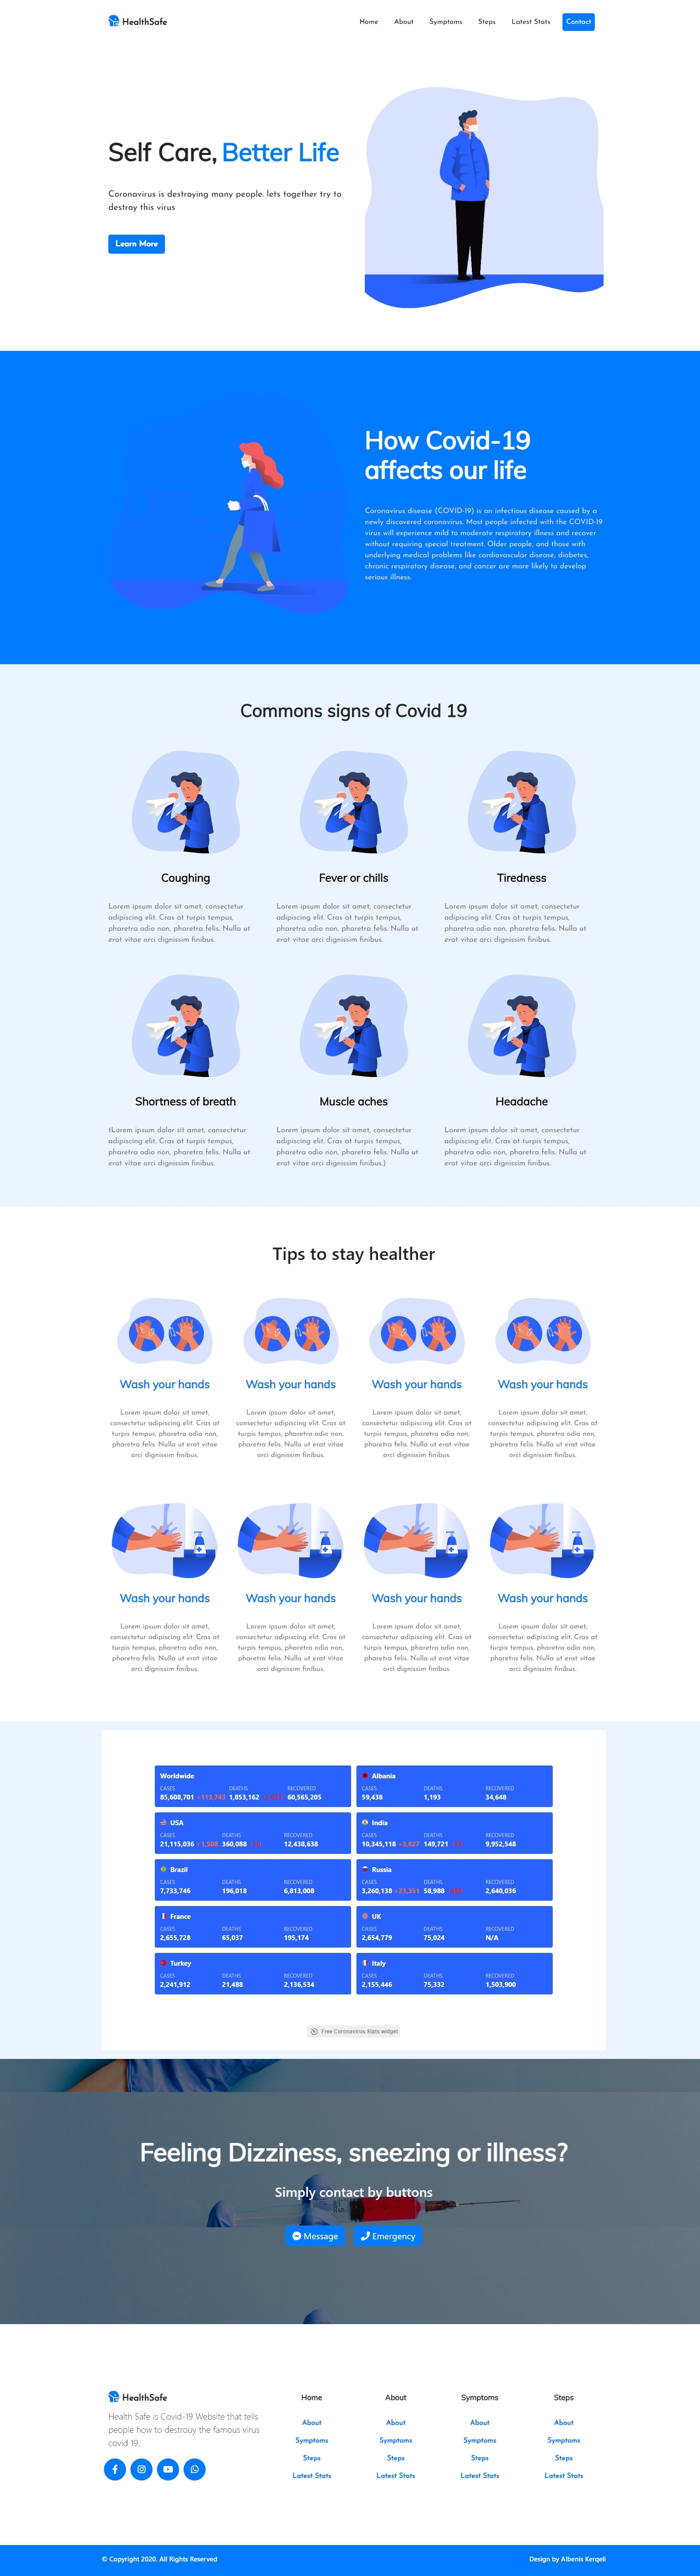 HealthSafe
Home About Symptoms Steps Latest Stats Contact
Self Care, Better Life
Coronavirus is destroying many people. lets together try to
destroy this virus
Learn More
How Covid-19
affects our life
Coronavirus disease (COVID-19) is an infectious disease caused by a
newly discovered coronavirus. Most people infected with the COVID-19
virus will experience mild to moderate respiratory illness and recover
without requiring special treatment. Older people, and those with
underlying medical problems like cardiovascular disease, diabetes,
chronic respiratory disease, and cancer are more likely to develop
serious illness.
Commons signs of Covid 19
Coughing
Lorem ipsum dolor sit amet, consectetur
adipiscing elit. Cras at turpis tempus,
pharetra odio non, pharetra felis. Nulla ut
erat vitae orci dignissim finibus.
Fever or chills
Lorem ipsum dolor sit amet, consectetur
adipiscing elit. Cras at turpis tempus,
pharetra odio non, pharetra felis. Nulla ut
erat vitae orci dignissim finibus.
Tiredness
Lorem ipsum dolor sit amet, consectetur
adipiscing elit. Cras at turpis tempus,
pharetra odio non, pharetra felis. Nulla ut
erat vitae orci dignissim finibus.
Shortness of breath
fLorem ipsum dolor sit amet, consectetur
adipiscing elit. Cras at turpis tempus,
pharetra odio non, pharetra felis. Nulla ut
erat vitae orci dignissim finibus.
Muscle aches
Lorem ipsum dolor sit amet, consectetur
adipiscing elit. Cras at turpis tempus,
pharetra odio non, pharetra felis. Nulla ut
erat vitae orci dignissim finibus.}
Headache
Lorem ipsum dolor sit amet, consectetur
adipiscing elit. Cras at turpis tempus,
pharetra odio non, pharetra felis. Nulla ut
erat vitae orci dignissim finibus.
Tips to stay healther
Wash your hands
Lorem ipsum dolor sit amet,
consectetur adipiscing elit. Cras at
turpis tempus, pharetra odio non,
pharetra felis. Nulla ut erat vitae
orci dignissim finibus.
Wash your hands
Lorem ipsum dolor sit amet,
consectetur adipiscing elit. Cras at
turpis tempus, pharetra odio non,
pharetra felis. Nulla ut erat vitae
orci dignissim finibus.
Wash your hands
Lorem ipsum dolor sit amet,
consectetur adipiscing elit. Cras at
turpis tempus, pharetra odio non,
pharetra felis. Nulla ut erat vitae
orci dignissim finibus.
Wash your hands
Lorem ipsum dolor sit amet,
consectetur adipiscing elit. Cras at
turpis tempus, pharetra odio non,
pharetra felis. Nulla ut erat vitae
orci dignissim finibus.
Wash your hands
Lorem ipsum dolor sit amet,
consectetur adipiscing elit. Cras at
turpis tempus, pharetra odio non,
pharetra felis. Nulla ut erat vitae
orci dignissim finibus.
Wash your hands
Lorem ipsum dolor sit amet,
consectetur adipiscing elit. Cras at
turpis tempus, pharetra odio non,
pharetra felis. Nulla ut erat vitae
orci dignissim finibus.
Wash your hands
Lorem ipsum dolor sit amet,
consectetur adipiscing elit. Cras at
turpis tempus, pharetra odio non,
pharetra felis. Nulla ut erat vitae
orci dignissim finibus.
Wash your hands
Lorem ipsum dolor sit amet,
consectetur adipiscing elit. Cras at
turpis tempus, pharetra odio non,
pharetra felis. Nulla ut erat vitae
orci dignissim finibus.
Worldwide
CASES DEATHS RECOVERED
85,608,701 +113,743 1,853,162 60,565,205
Albania
CASES DEATHS RECOVERED
59,438 1,193 34,648
USA
CASES DEATHS RECOVERED
21,115,036 +1,508 360,088 12,438,638
India
CASES DEATHS RECOVERED
10,345,118 +3,827 149,721 9,952,548
Brazil
CASES DEATHS RECOVERED
7,733,746 196,018 6,813,008
Russia
CASES DEATHS RECOVERED
3,260,138 +23,351 58,988 2,640,036
France
CASES DEATHS RECOVERED
2,655,728 65,037 195,174
UK
CASES DEATHS RECOVERED
2,654,779 75,024 N/A
Turkey
CASES DEATHS RECOVERED
2,241,912 21,488 2,136,534
Italy
CASES DEATHS RECOVERED
2,155,446 75,332 1,503,900
Free Coronavirus Stats widget
Feeling Dizziness, sneezing or illness?
Simply contact by buttons
Message Emergency
HealthSafe
Health Safe is Covid-19 Website that tells
people how to destrouy the famous virus
covid 19.
Home
About
Symptoms
Steps
Latest Stats
About
About
Symptoms
Steps
Latest Stats
Symptoms
About
Symptoms
Steps
Latest Stats
Steps
About
Symptoms
Steps
Latest Stats
© Copyright 2020. All Rights Reserved
Design by Albenis Kerqeli